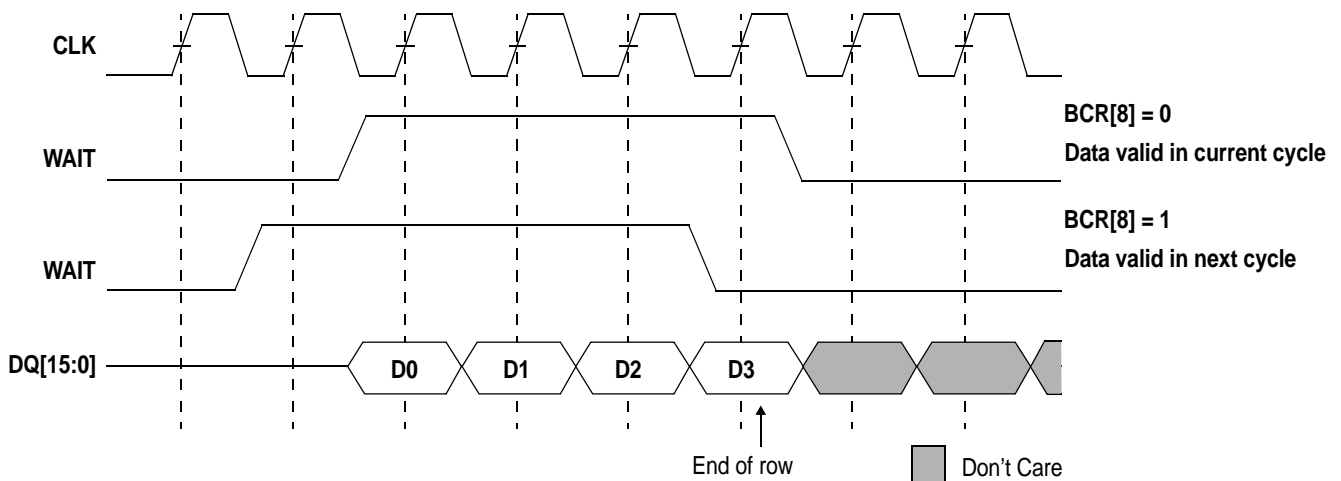 CLK
BCR[8] = 0
WAIT
Data valid in current cycle
BCR[8] = 1
WAIT
Data valid in next cycle
DQ[15:0]
D0
D1
D2
D3
End of row
Don't Care